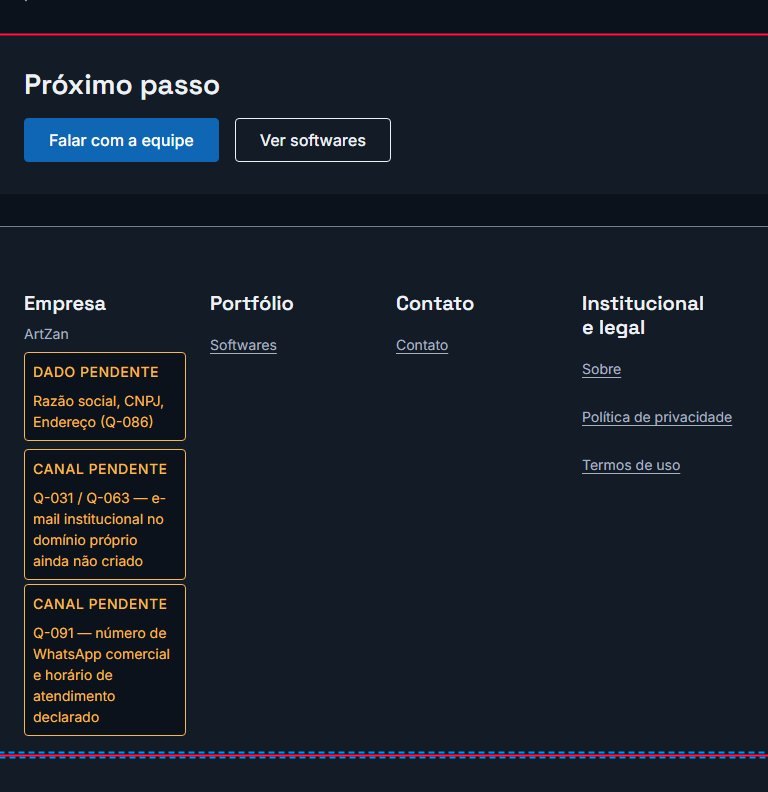 Próximo passo
Falar com a equipe
Ver softwares
Empresa
ArtZan
DADO PENDENTE
Razão social, CNPJ,
Endereço (Q-086)
CANAL PENDENTE
Q-031 / Q-063 — e-
mail institucional no
domínio próprio
ainda não criado
CANAL PENDENTE
Q-091 — número de
WhatsApp comercial
e horário de
atendimento
declarado
Portfólio
Softwares
Contato
Contato
Institucional
e legal
Sobre
Política de privacidade
Termos de uso